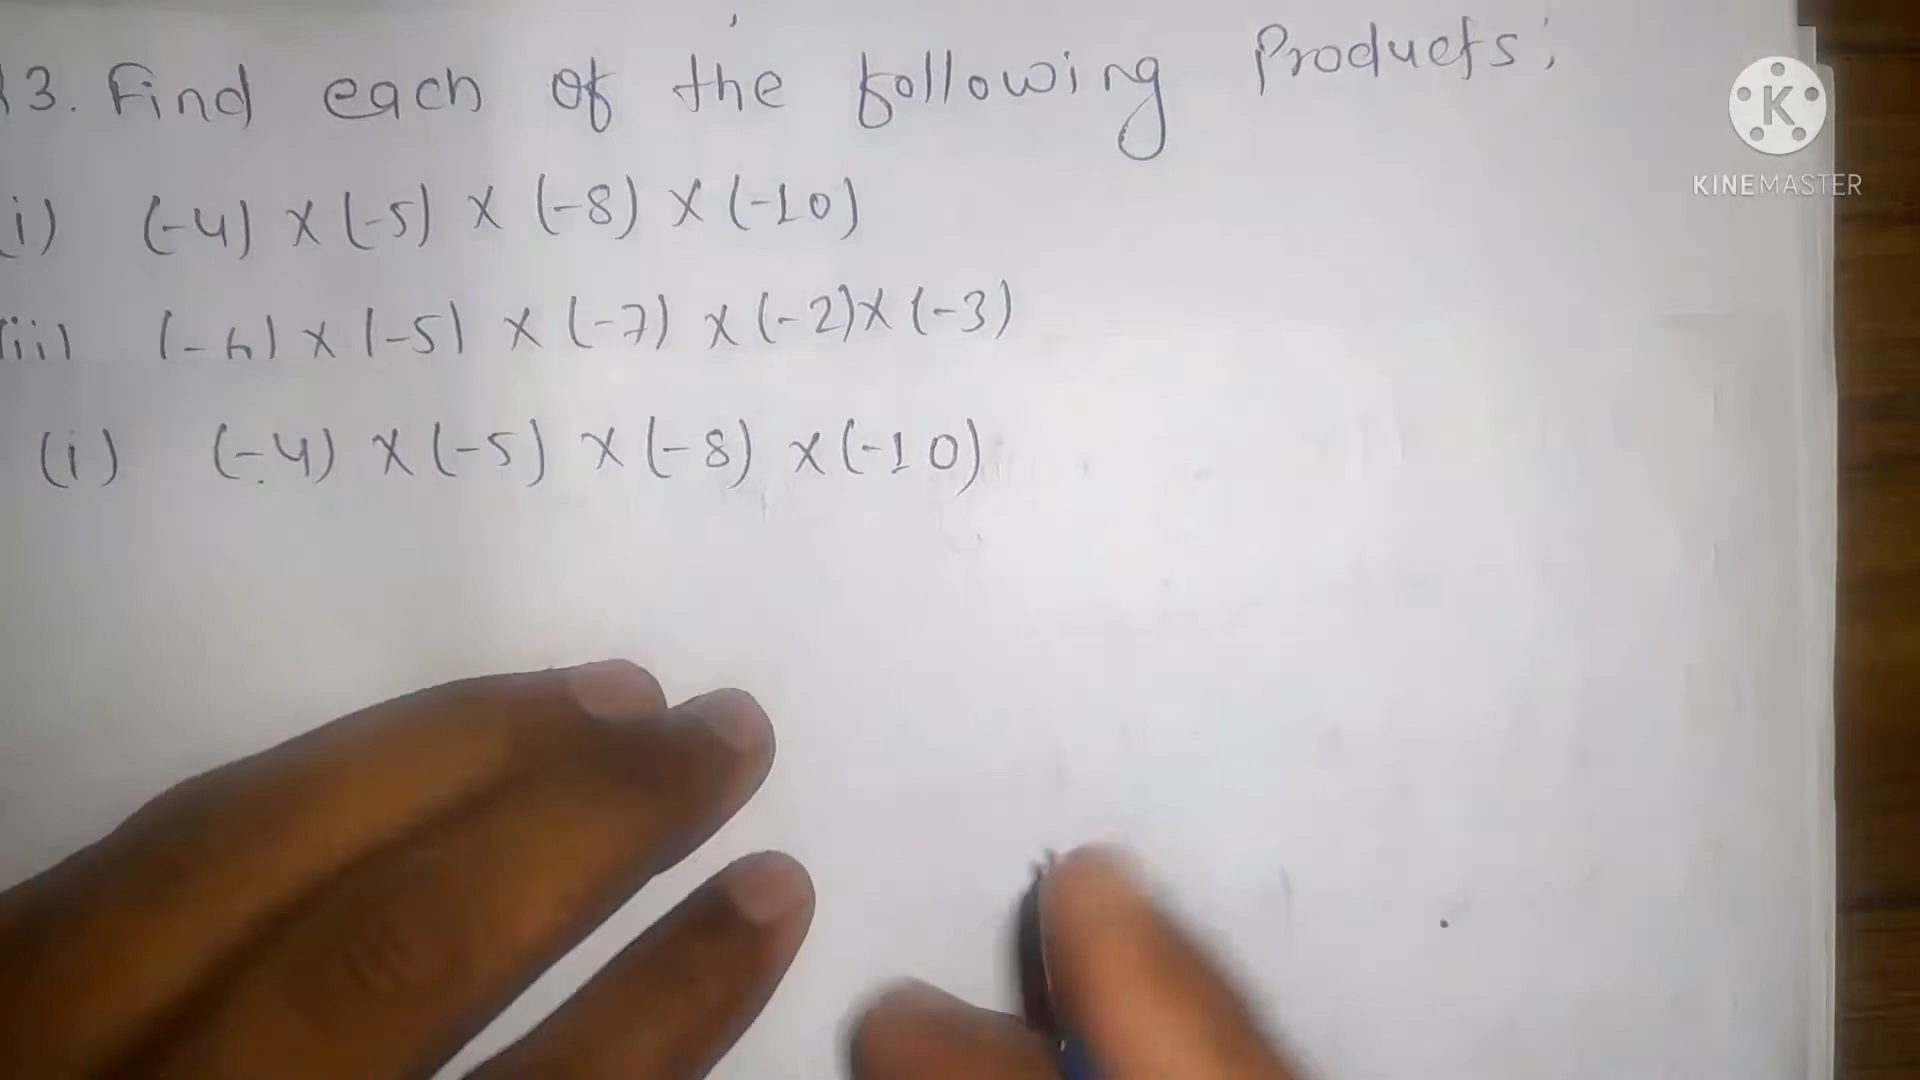 3. Find each of the following Products;
i) (-4) × (-5) × (-8) × (-10)
KINEMASTER
(ii) (-6) × (-5) × (-7) × (-2) × (-3)
(i) (-4) × (-5) × (-8) × (-10)